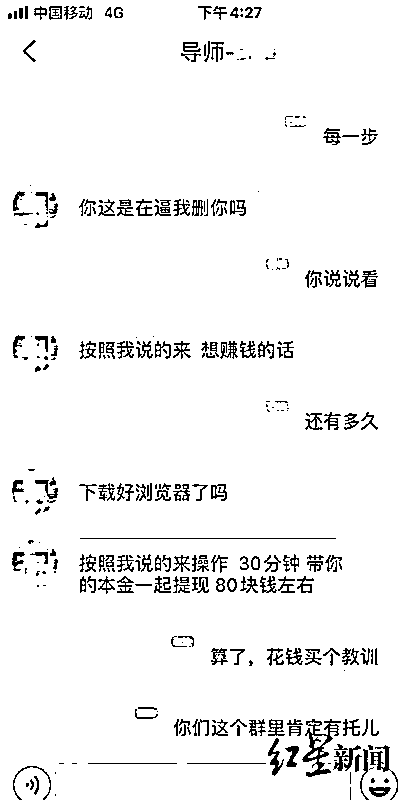 中国移动 4G 下午4:27
导师-
每一步
你这是在逼我删你吗
你说说看
按照我说的来 想赚钱的话
还有多久
下载好浏览器了吗
按照我说的来操作 30分钟 带你
的本金一起提现 80块钱左右
算了，花钱买个教训
你们这个群里肯定有托儿
红星新闻